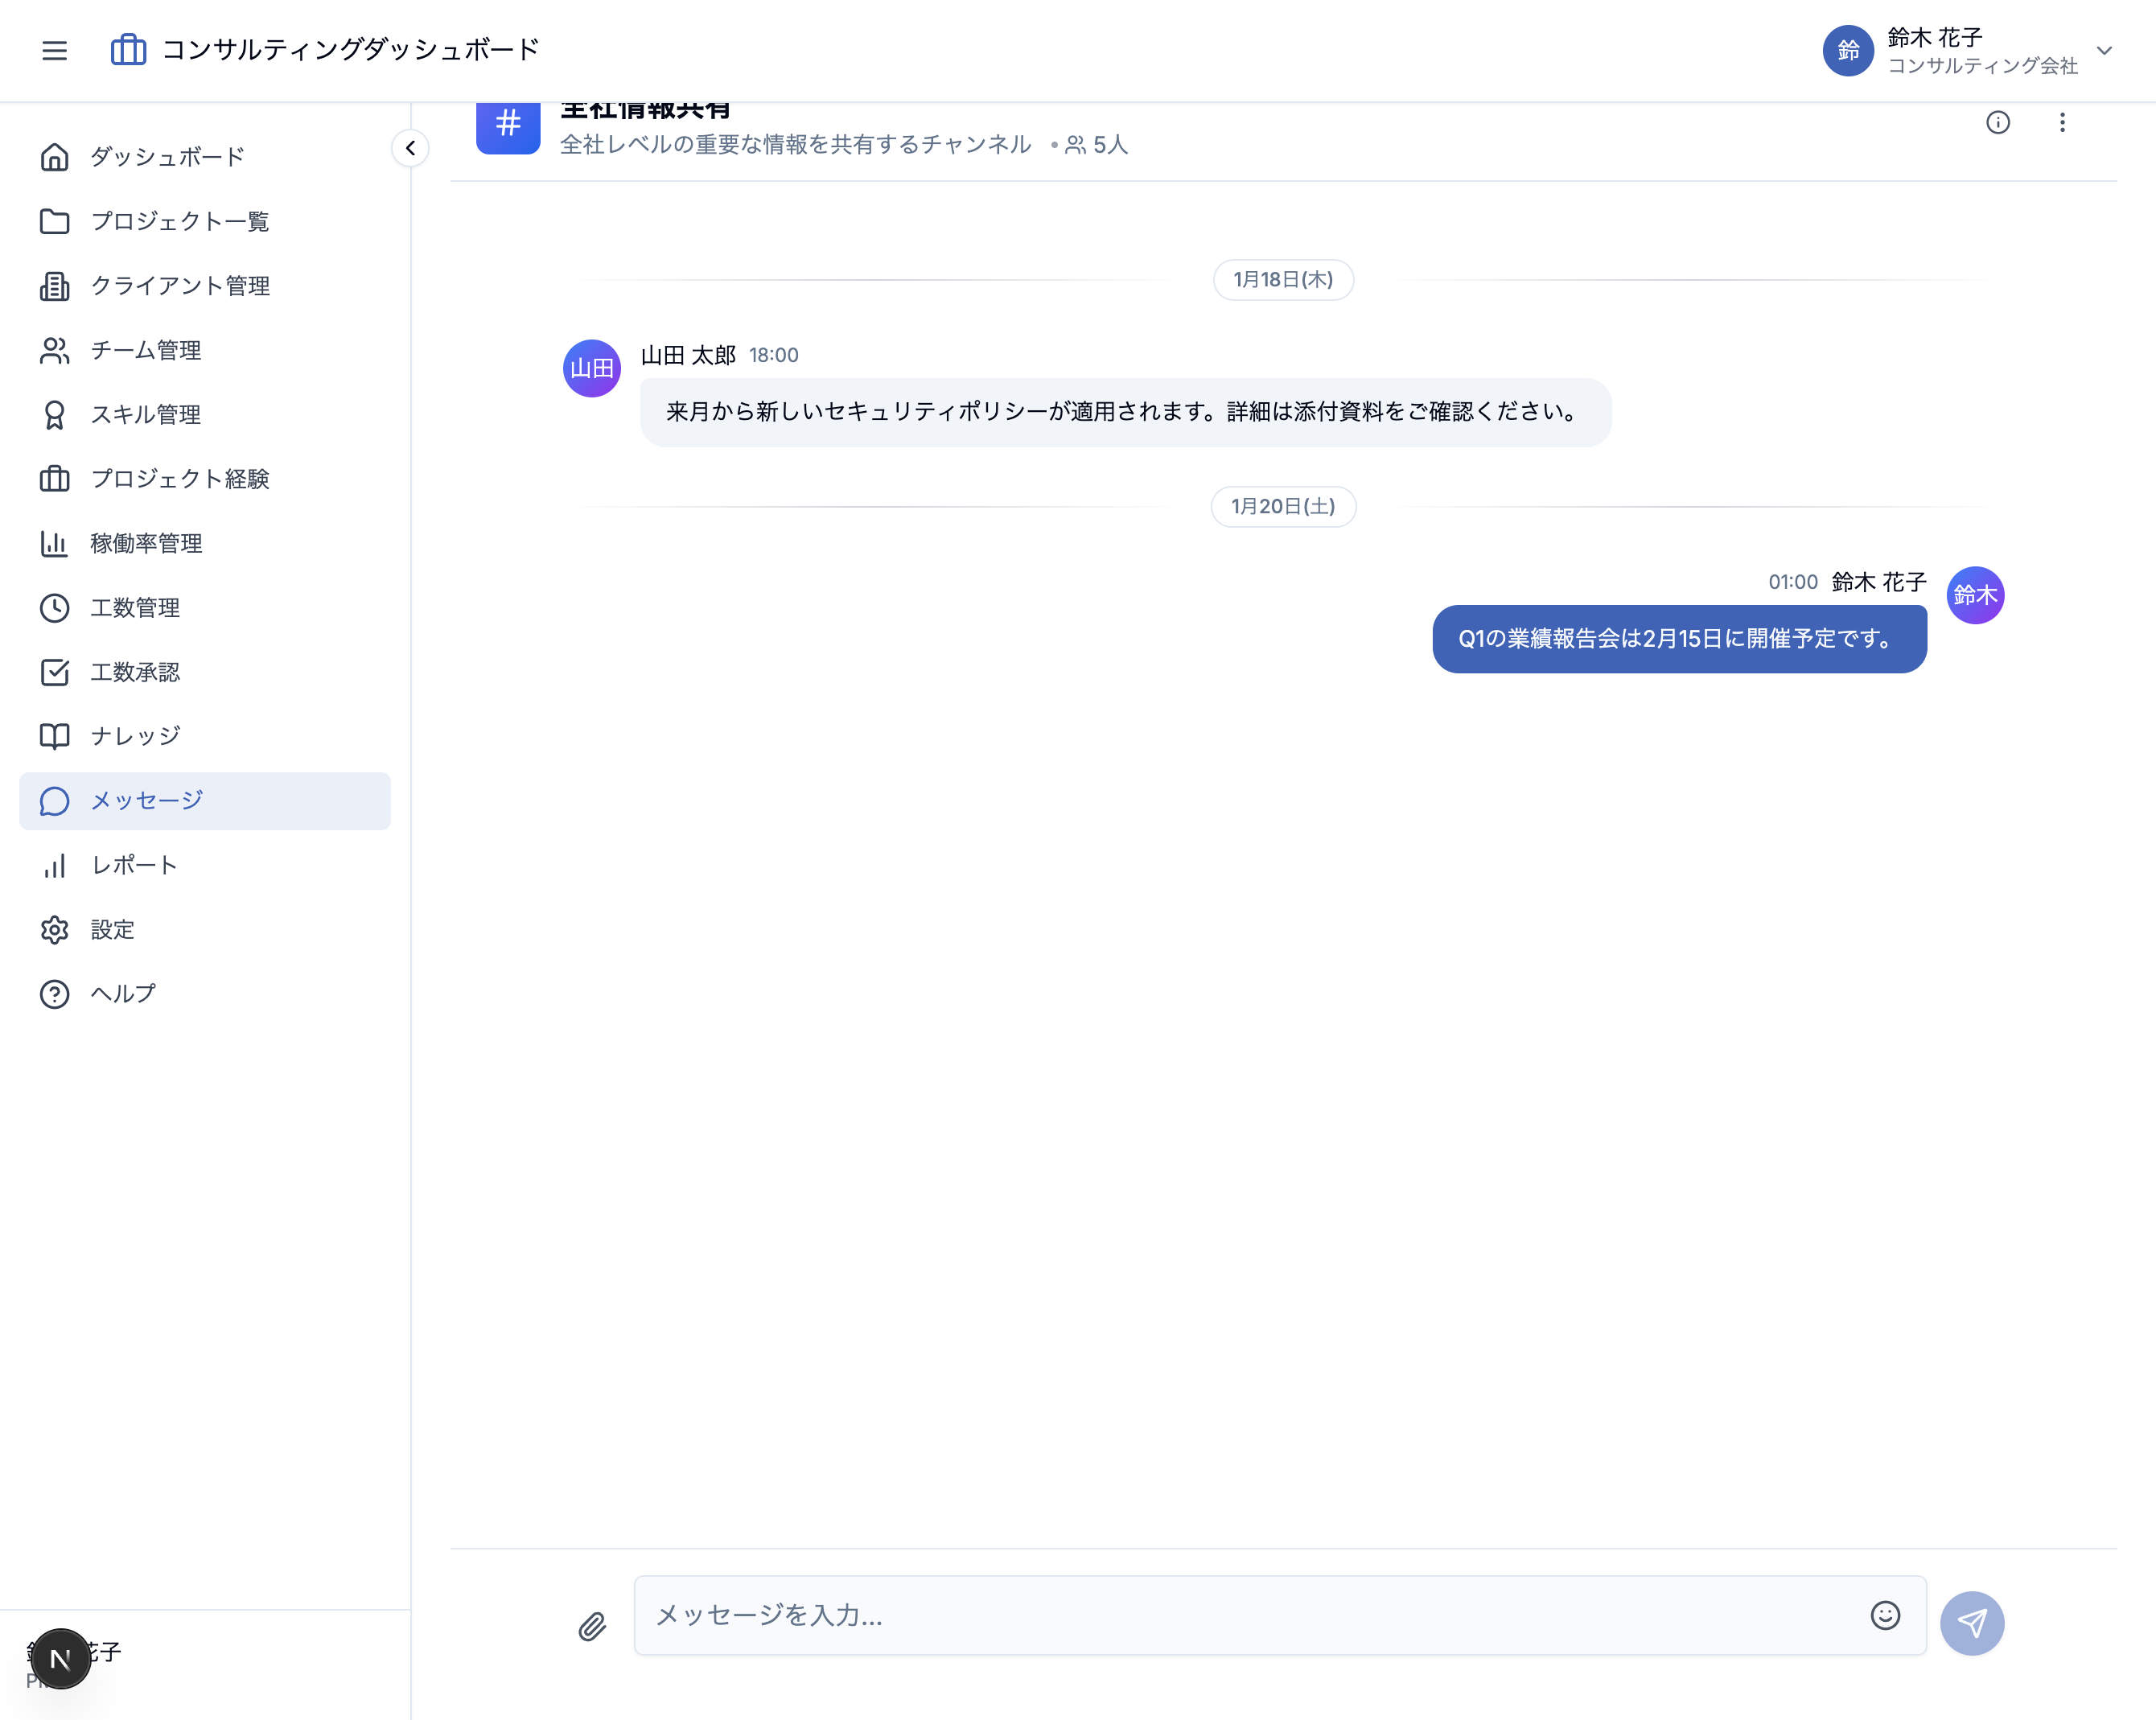 コンサルティングダッシュボード
鈴
鈴木 花子
コンサルティング会社
ダッシュボード
プロジェクト一覧
クライアント管理
チーム管理
スキル管理
プロジェクト経験
稼働率管理
工数管理
工数承認
ナレッジ
メッセージ
レポート
設定
ヘルプ
花子
N
#
全社情報共有
全社レベルの重要な情報を共有するチャンネル • 5人
1月18日(木)
山田
山田 太郎 18:00
来月から新しいセキュリティポリシーが適用されます。詳細は添付資料をご確認ください。
1月20日(土)
01:00 鈴木 花子
鈴木
Q1の業績報告会は2月15日に開催予定です。
メッセージを入力...